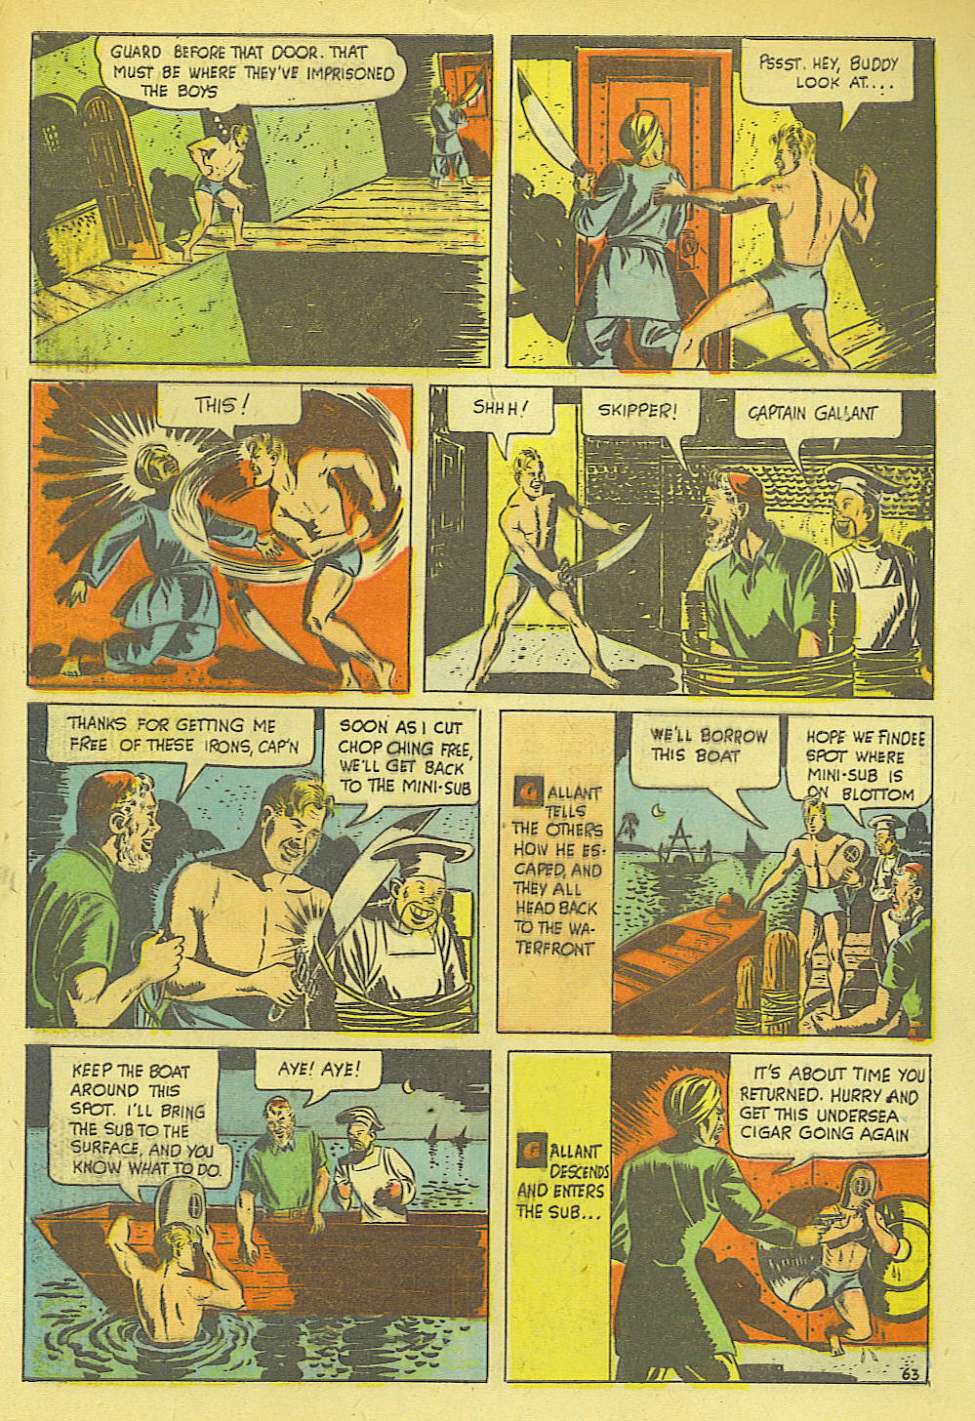 GUARD BEFORE THAT DOOR. THAT
MUST BE WHERE THEY'VE IMPRISONED
THE BOYS
PSSST. HEY, BUDDY
LOOK AT....
THIS!
SHHH!
SKIPPER!
CAPTAIN GALLANT
THANKS FOR GETTING ME
FREE OF THESE IRONS, CAP'N
SOON AS I CUT
CHOP CHING FREE,
WE'LL GET BACK
TO THE MINI-SUB
GALLANT
TELLS
THE OTHERS
HOW HE ES-
CAPED, AND
THEY ALL
HEAD BACK
TO THE WA-
TERFRONT
WE'LL BORROW
THIS BOAT
HOPE WE FINDEE
SPOT WHERE
MINI-SUB IS
ON BLOTTOM
KEEP THE BOAT
AROUND THIS
SPOT. I'LL BRING
THE SUB TO THE
SURFACE, AND YOU
KNOW WHAT TO DO.
AYE! AYE!
GALLANT
DESCENDS
AND ENTERS
THE SUB...
IT'S ABOUT TIME YOU
RETURNED. HURRY AND
GET THIS UNDERSEA
CIGAR GOING AGAIN
63